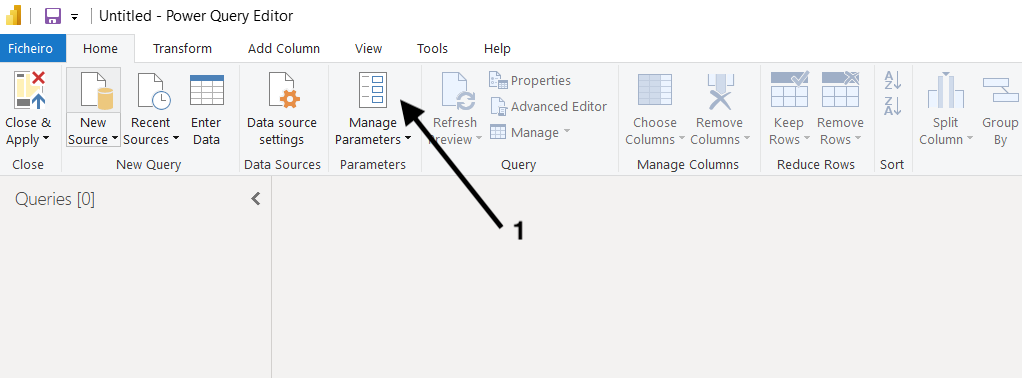 Untitled - Power Query Editor
Ficheiro Home Transform Add Column View Tools Help
Close & Apply
New Source
Recent Sources
Enter Data
Data source settings
Manage Parameters
Refresh Preview
Properties
Advanced Editor
Manage
Choose Columns
Remove Columns
Keep Rows
Remove Rows
A Z
Z A
Split Column
Group By
Close
New Query
Data Sources
Parameters
Query
Manage Columns
Reduce Rows
Sort
Queries [0]
1